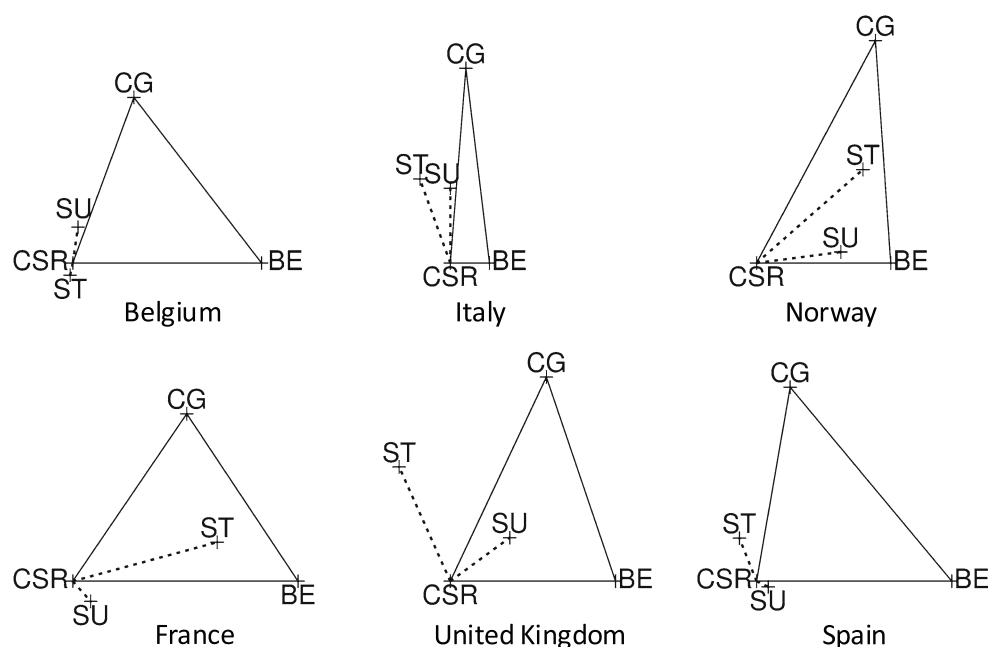 CG
SU
CSR
BE
ST
Belgium
CG
ST
SU
CSR
BE
Italy
CG
ST
SU
CSR
BE
Norway
CG
ST
CSR
BE
SU
France
CG
ST
SU
CSR
BE
United Kingdom
CG
ST
CSR
BE
SU
Spain